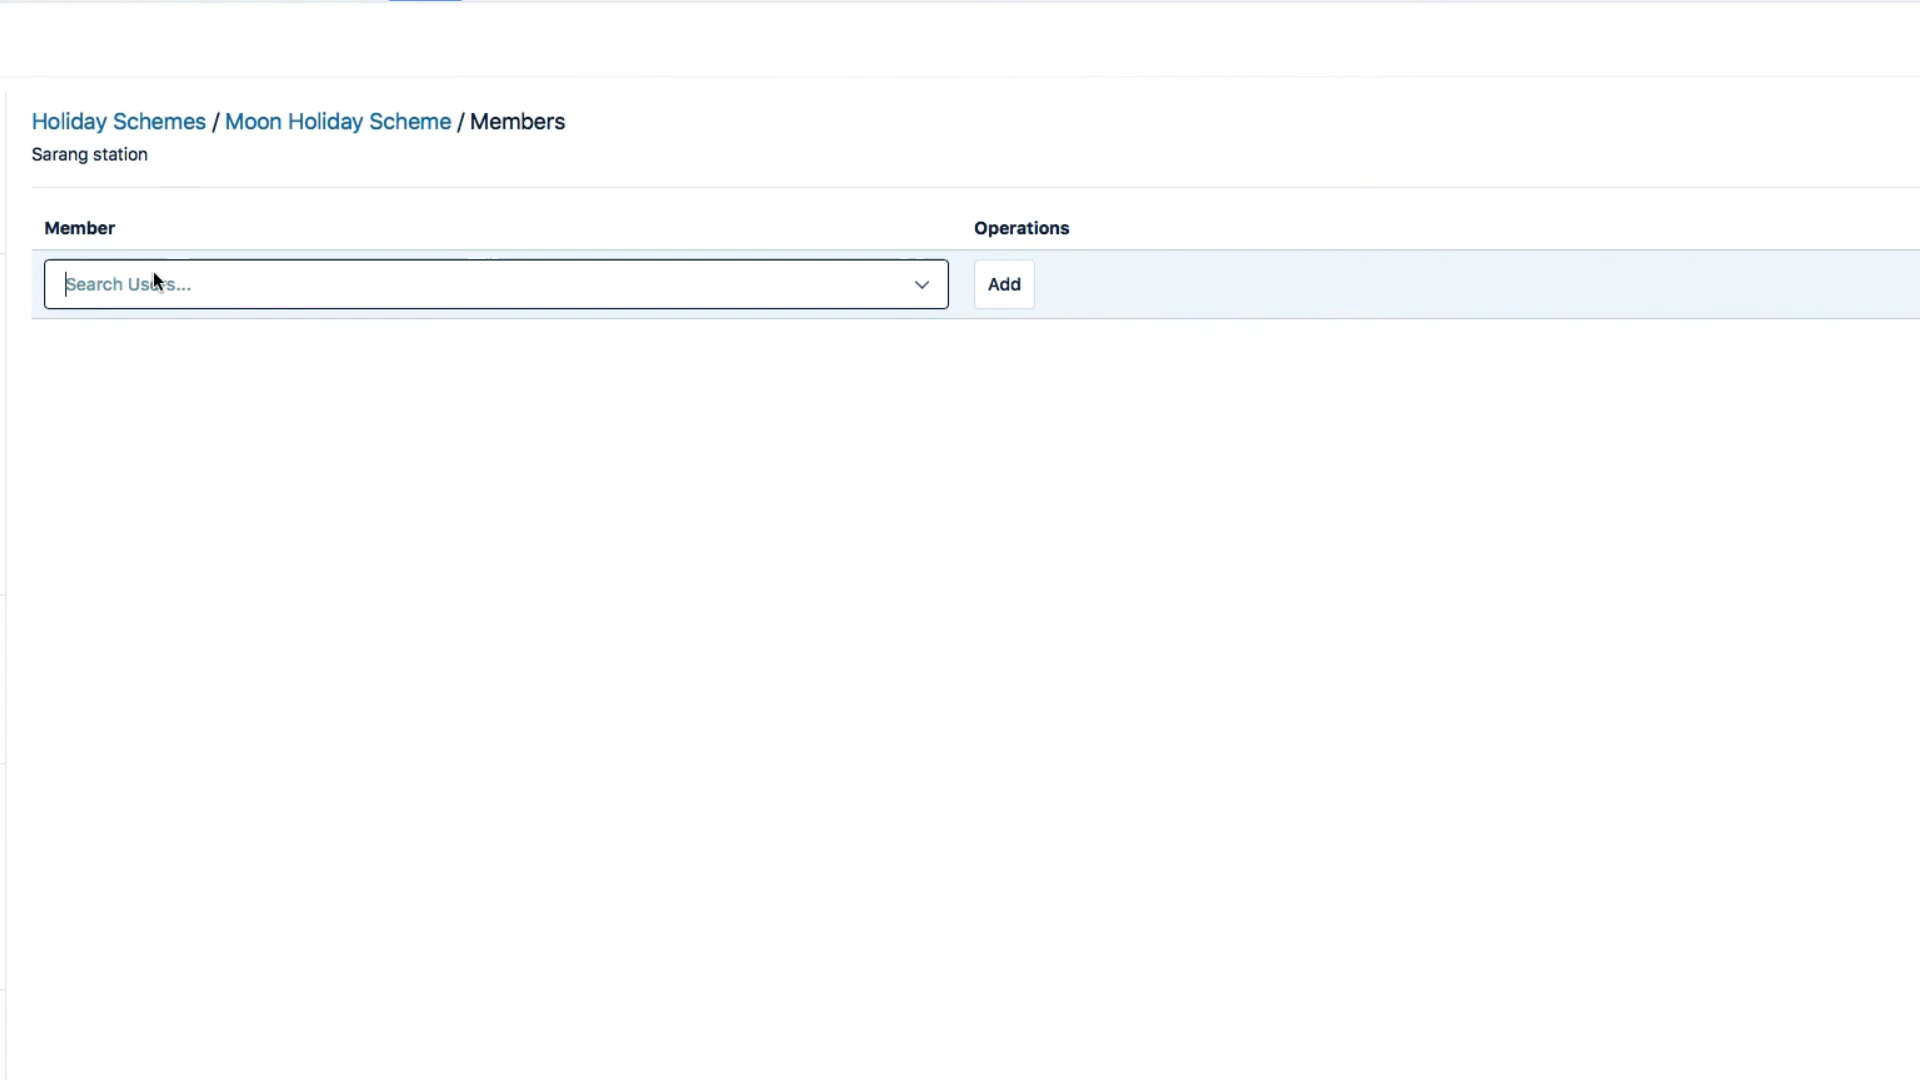 Holiday Schemes / Moon Holiday Scheme / Members
Sarang station
Member Operations
Search Users... Add